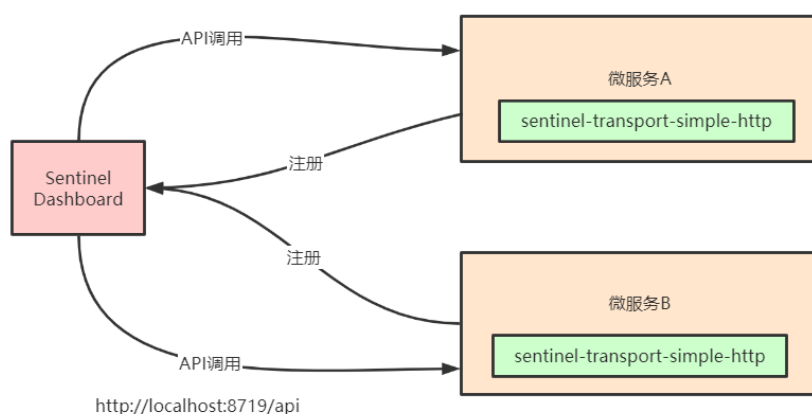 API调用
微服务A
sentinel-transport-simple-http
注册
Sentinel
Dashboard
注册
微服务B
sentinel-transport-simple-http
API调用
http://localhost:8719/api